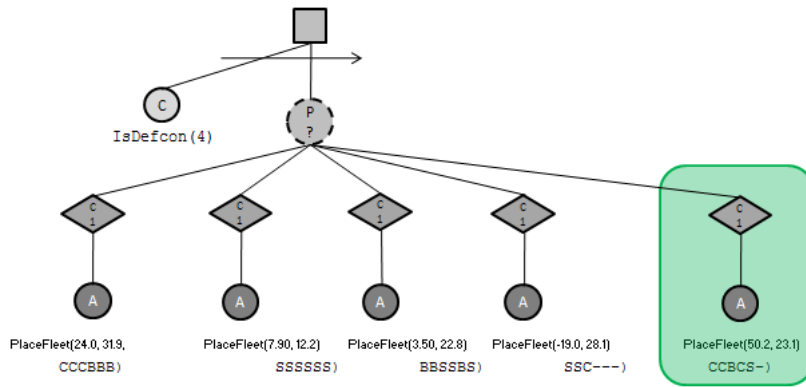 P
?
C
IsDefcon(4)
C
1
C
1
C
1
C
1
C
1
A
A
A
A
A
PlaceFleet(24.0, 31.9,
CCCBBB)
PlaceFleet(7.90, 12.2)
SSSSSS)
PlaceFleet(3.50, 22.8)
BBSSBS)
PlaceFleet(-19.0, 28.1)
SSC---)
PlaceFleet(50.2, 23.1)
CCBCS-)